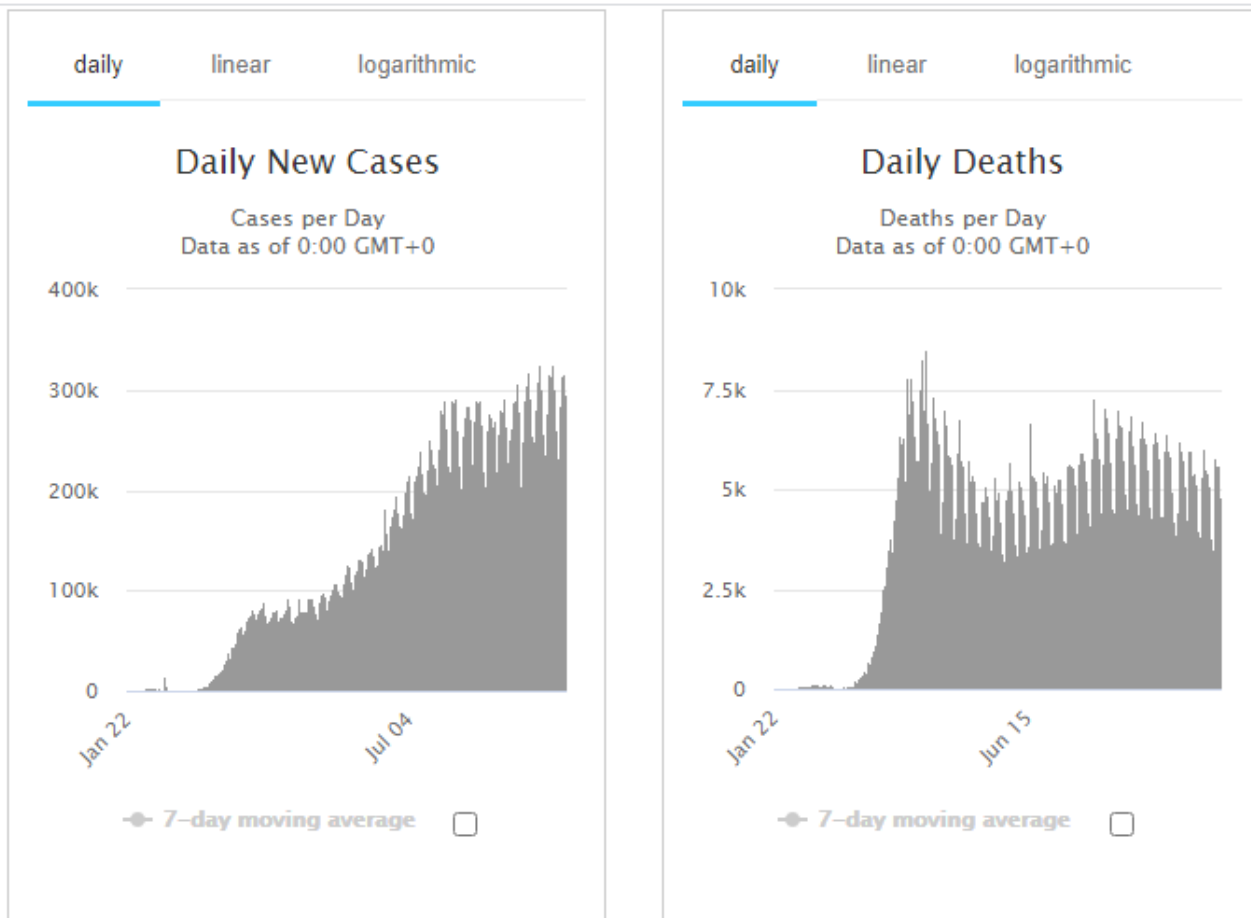 daily linear logarithmic
Daily New Cases
Cases per Day
Data as of 0:00 GMT+0
400k
300k
200k
100k
0
Jan 22
Jul 04
7-day moving average
daily linear logarithmic
Daily Deaths
Deaths per Day
Data as of 0:00 GMT+0
10k
7.5k
5k
2.5k
0
Jan 22
Jun 15
7-day moving average